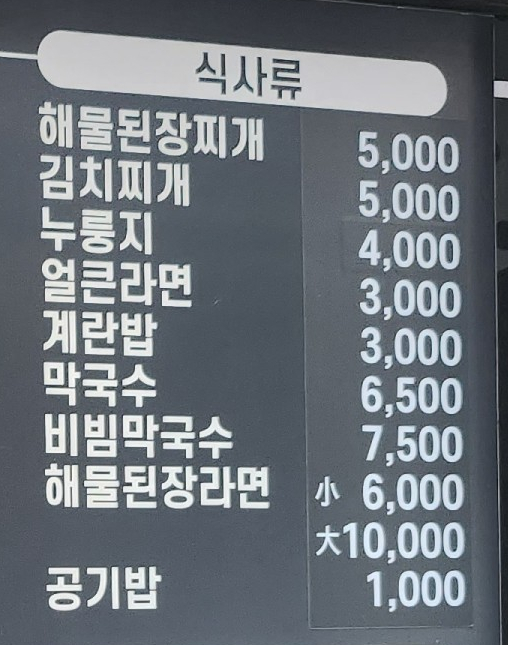 식사류
해물된장찌개 5,000
김치찌개 5,000
누룽지 4,000
얼큰라면 3,000
계란밥 3,000
막국수 6,500
비빔막국수 7,500
해물된장라면 小 6,000
大 10,000
공기밥 1,000